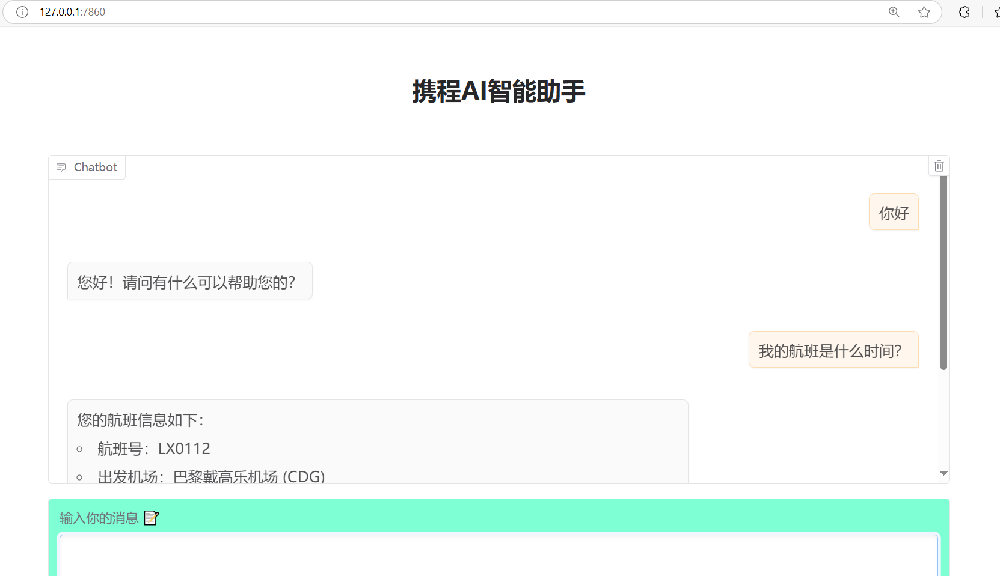 127.0.0.1:7860
携程AI智能助手
Chatbot
你好
您好！请问有什么可以帮助您的？
我的航班是什么时间？
您的航班信息如下：
航班号：LX0112
出发机场：巴黎戴高乐机场 (CDG)
输入你的消息 📝